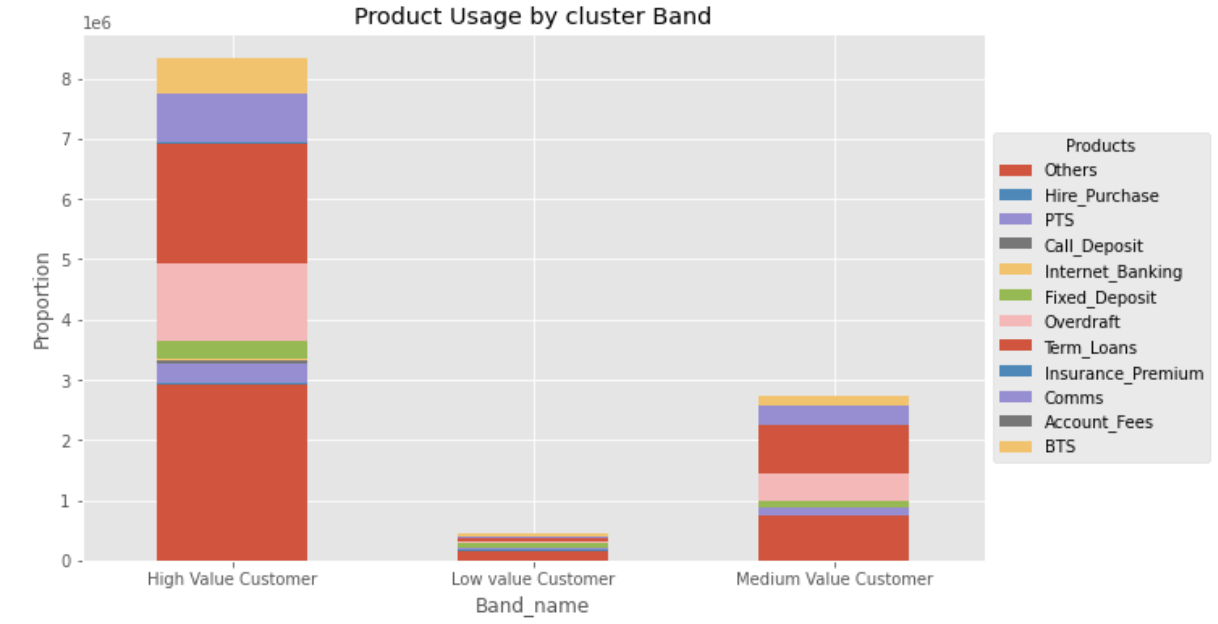 Product Usage by cluster Band
1e6
8
7
6
5
4
3
2
1
0
Proportion
High Value Customer
Low value Customer
Medium Value Customer
Band_name
Products
Others
Hire_Purchase
PTS
Call_Deposit
Internet_Banking
Fixed_Deposit
Overdraft
Term_Loans
Insurance_Premium
Comms
Account_Fees
BTS